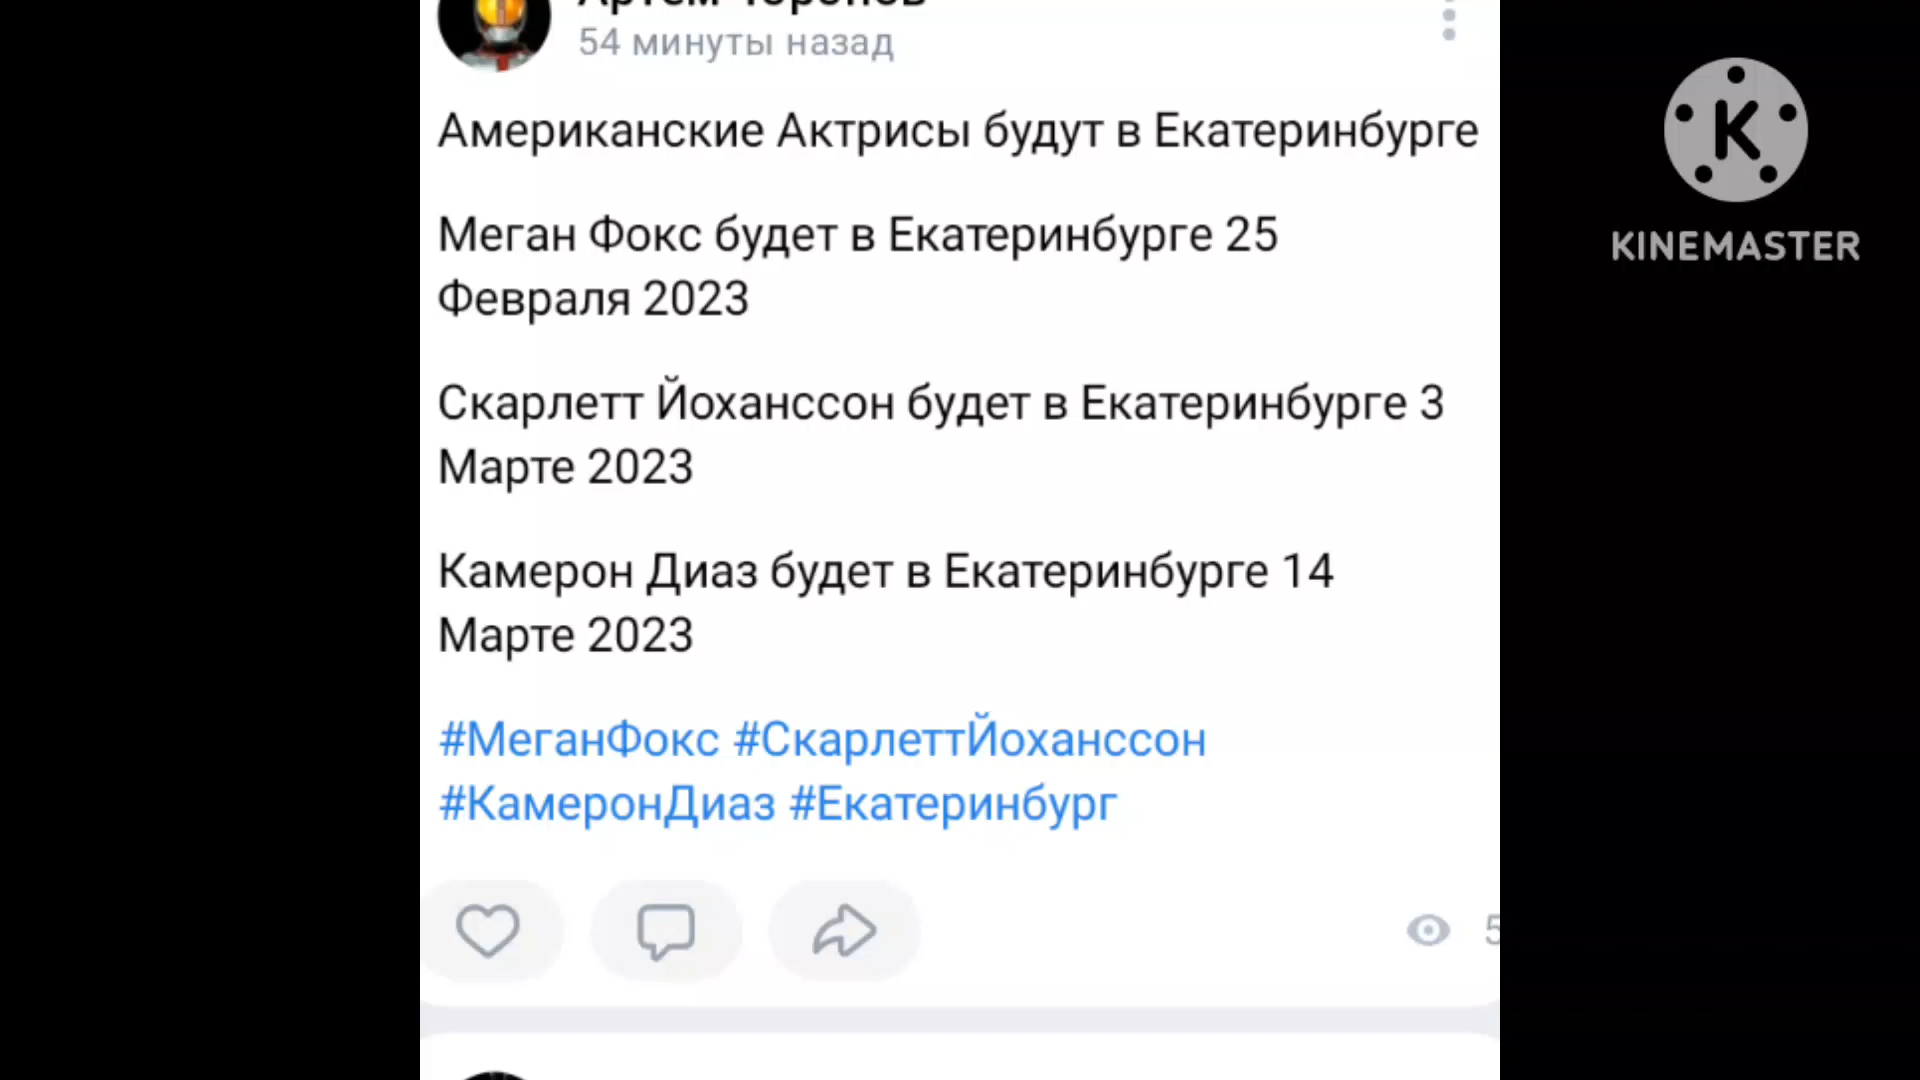 54 минуты назад
Американские Актрисы будут в Екатеринбурге
Меган Фокс будет в Екатеринбурге 25
Февраля 2023
Скарлетт Йоханссон будет в Екатеринбурге 3
Марте 2023
Камерон Диаз будет в Екатеринбурге 14
Марте 2023
#МеганФокс #СкарлеттЙоханссон
#КамеронДиаз #Екатеринбург
5
K
KINEMASTER